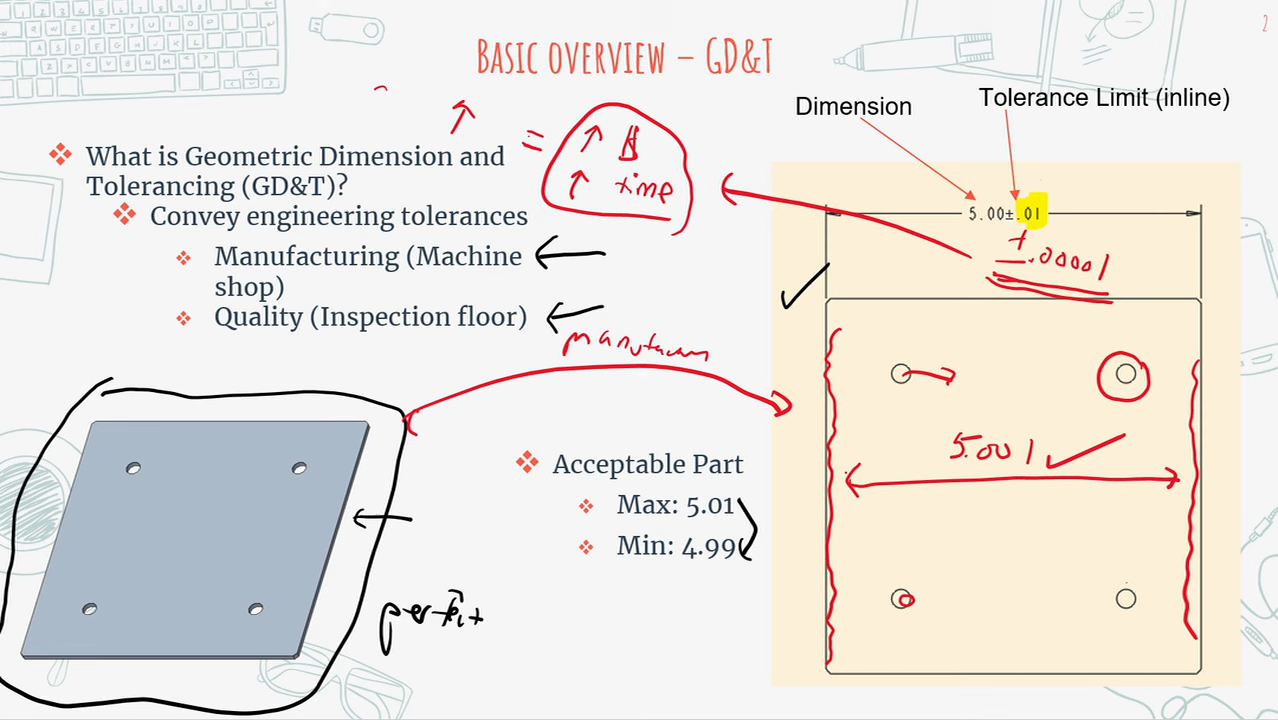 2
BASIC OVERVIEW – GD&T
Dimension
Tolerance Limit (inline)
❖ What is Geometric Dimension and
Tolerancing (GD&T)?
❖ Convey engineering tolerances
❖ Manufacturing (Machine
shop)
❖ Quality (Inspection floor)
= ↑ $
↑ time
5.00±.01
±.00001
5.001
❖ Acceptable Part
❖ Max: 5.01
❖ Min: 4.99